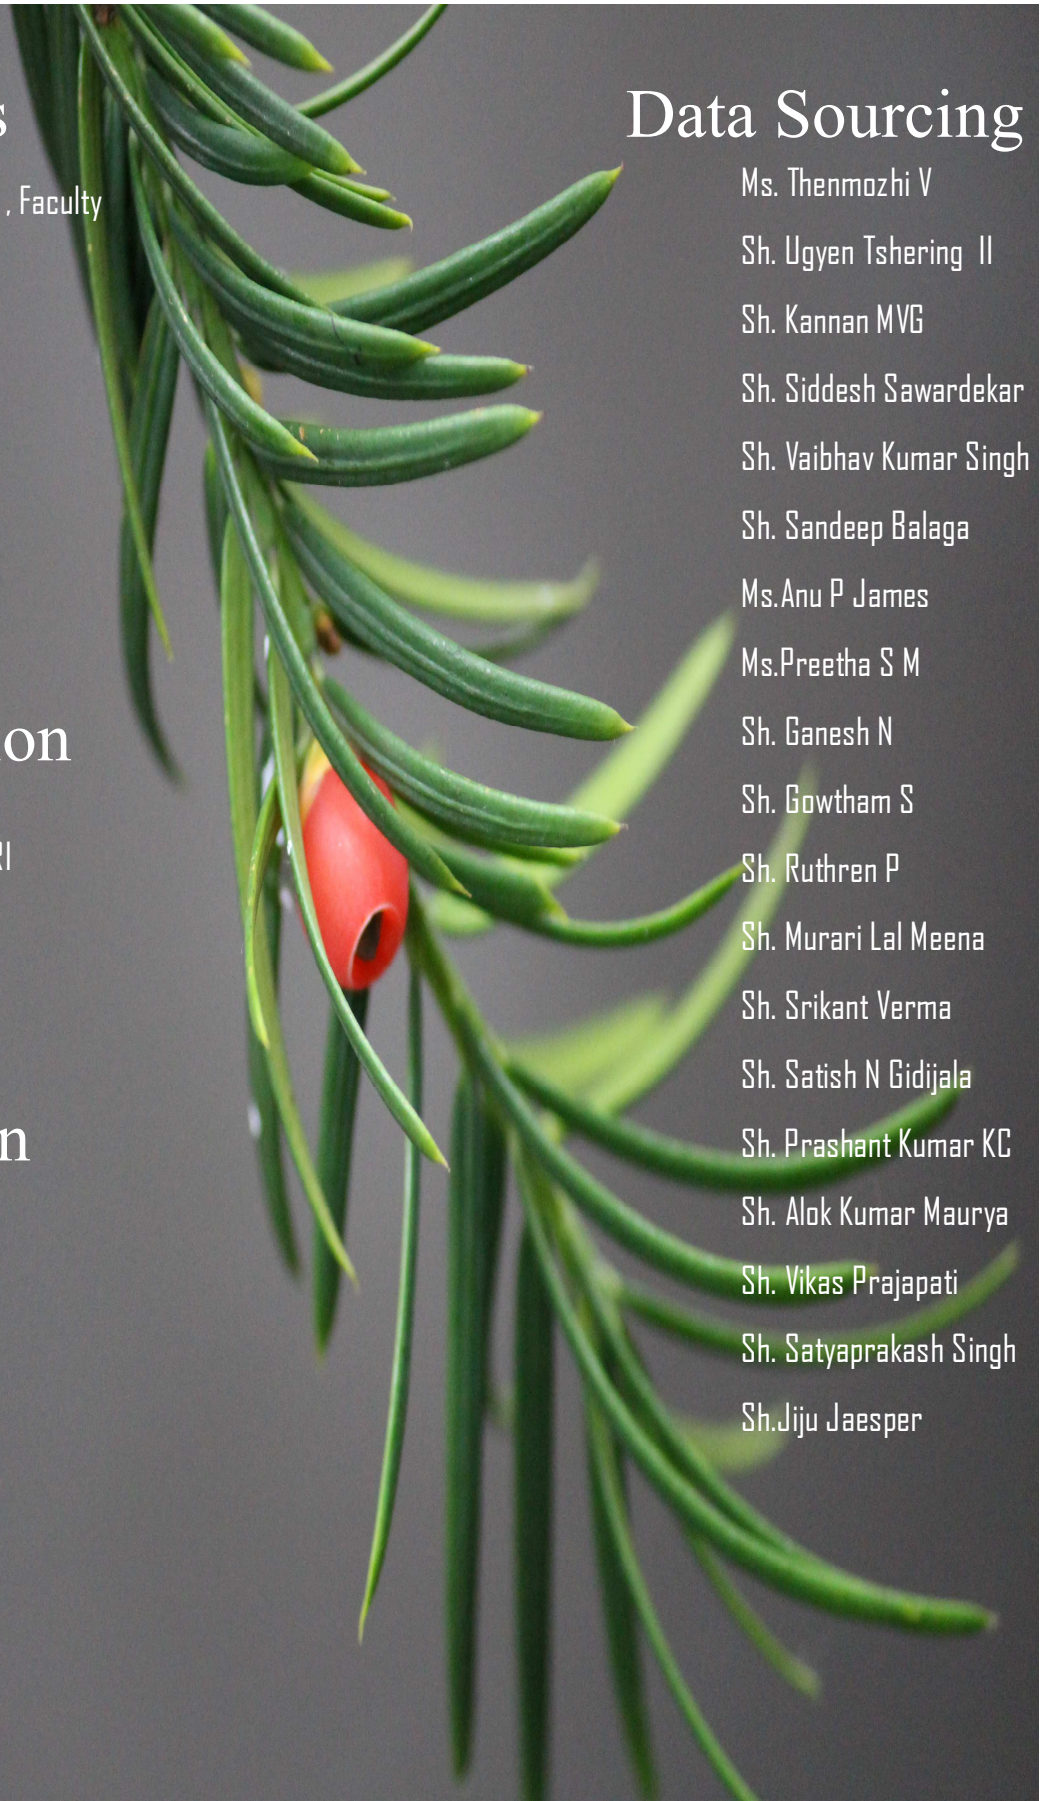 s
, Faculty
ion
RI
n
Data Sourcing
Ms. Thenmozhi V
Sh. Ugyen Tshering II
Sh. Kannan MVG
Sh. Siddesh Sawardekar
Sh. Vaibhav Kumar Singh
Sh. Sandeep Balaga
Ms.Anu P James
Ms.Preetha S M
Sh. Ganesh N
Sh. Gowtham S
Sh. Ruthren P
Sh. Murari Lal Meena
Sh. Srikant Verma
Sh. Satish N Gidijala
Sh. Prashant Kumar KC
Sh. Alok Kumar Maurya
Sh. Vikas Prajapati
Sh. Satyaprakash Singh
Sh.Jiju Jaesper